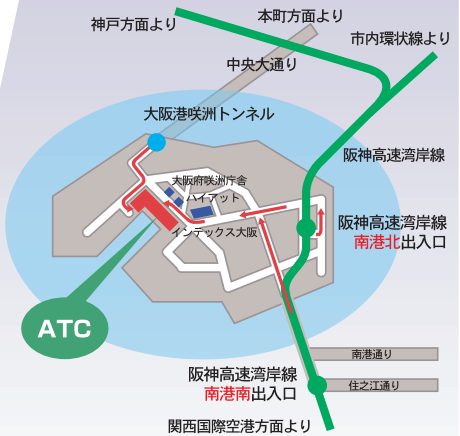 本町方面より
神戸方面より
市内環状線より
中央大通り
大阪港咲洲トンネル
阪神高速湾岸線
大阪府咲洲庁舎
ハイアット
阪神高速湾岸線
南港北出入口
インデックス大阪
ATC
南港通り
阪神高速湾岸線
南港南出入口
住之江通り
関西国際空港方面より